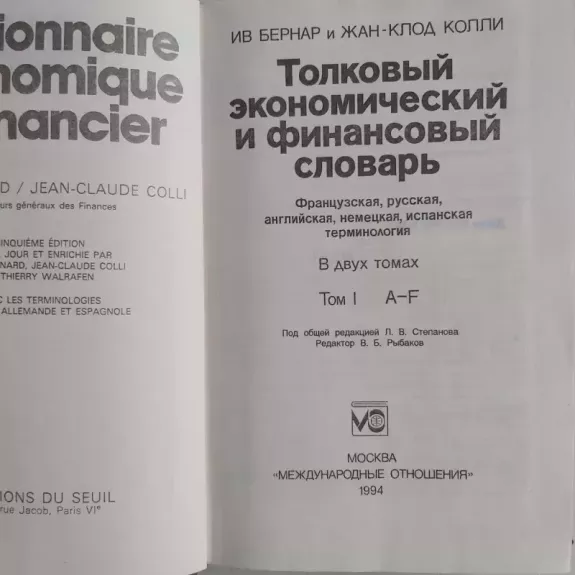 ionnaire
nomique
nancier
D / JEAN-CLAUDE COLLI
urs généraux des Finances
INQUIÈME ÉDITION
JOUR ET ENRICHIE PAR
NARD, JEAN-CLAUDE COLLI
THIERRY WALRAFEN
C LES TERMINOLOGIES
ALLEMANDE ET ESPAGNOLE
IONS DU SEUIL
rue Jacob, Paris VIe
ИВ БЕРНАР и ЖАН-КЛОД КОЛЛИ
Толковый
экономический
и финансовый
словарь
Французская, русская,
английская, немецкая, испанская
терминология
В двух томах
Том I A–F
Под общей редакцией Л. В. Степанова
Редактор В. Б. Рыбаков
МО
МОСКВА
«МЕЖДУНАРОДНЫЕ ОТНОШЕНИЯ»
1994